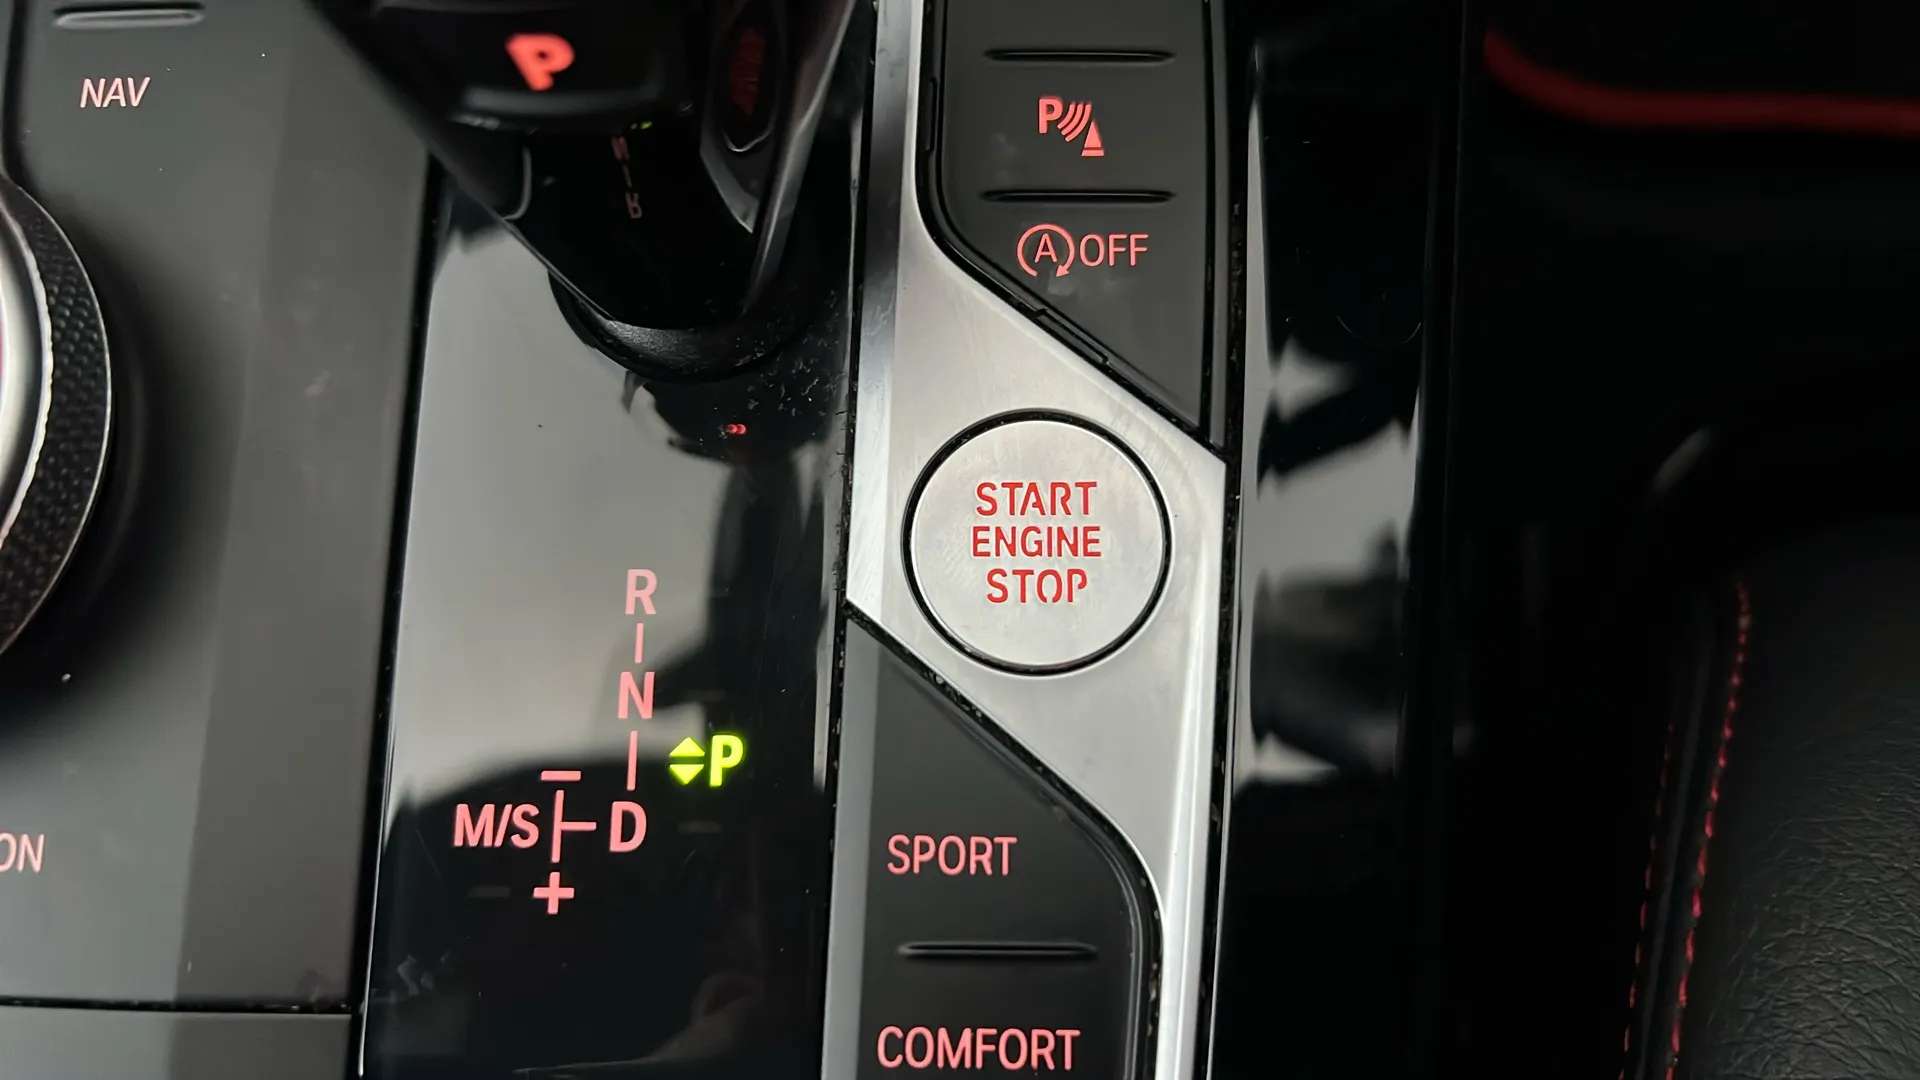 P
NAV
P
A OFF
START
ENGINE
STOP
R
N
P
M/S
D
–
+
SPORT
ON
COMFORT